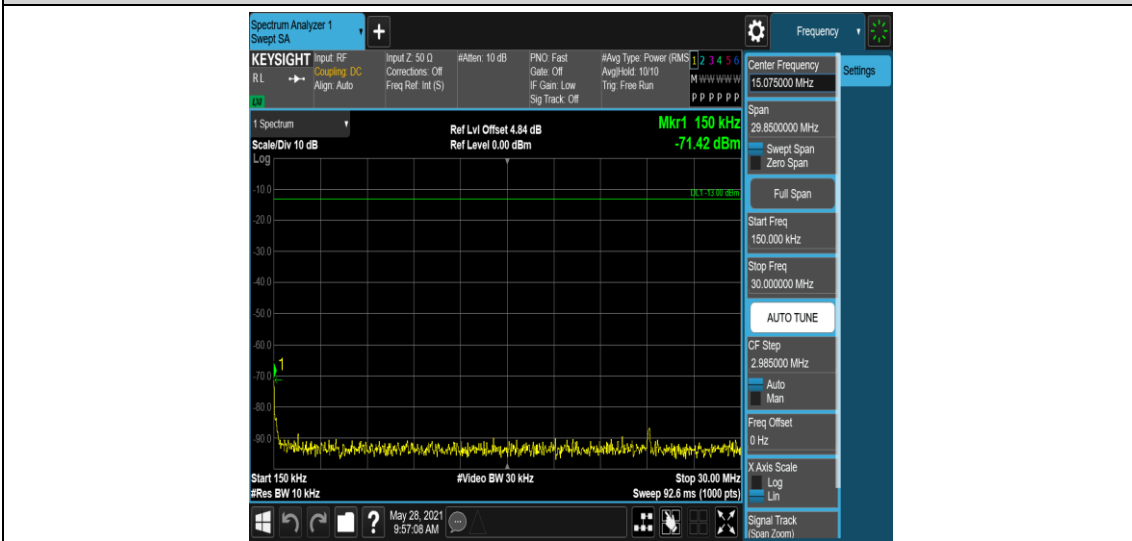 Spectrum Analyzer 1
Swept SA
+
Frequency
KEYSIGHT
RL
LXI
Input: RF
Coupling: DC
Align: Auto
Input Z: 50 Ω
Corrections: Off
Freq Ref: Int (S)
#Atten: 10 dB
PNO: Fast
Gate: Off
IF Gain: Low
Sig Track: Off
#Avg Type: Power (RMS
Avg|Hold: 10/10
Trig: Free Run
1 2 3 4 5 6
M W W W W W
P P P P P P
Center Frequency
15.075000 MHz
Settings
Span
29.8500000 MHz
Swept Span
Zero Span
Full Span
Start Freq
150.000 kHz
Stop Freq
30.000000 MHz
AUTO TUNE
CF Step
2.985000 MHz
Auto
Man
Freq Offset
0 Hz
X Axis Scale
Log
Lin
Signal Track
(Span Zoom)
1 Spectrum
Scale/Div 10 dB
Log
Ref Lvl Offset 4.84 dB
Ref Level 0.00 dBm
Mkr1 150 kHz
-71.42 dBm
DL1 -13.00 dBm
-10.0
-20.0
-30.0
-40.0
-50.0
-60.0
1
-70.0
-80.0
-90.0
Start 150 kHz
#Video BW 30 kHz
Stop 30.00 MHz
#Res BW 10 kHz
Sweep 92.6 ms (1000 pts)
?
May 28, 2021
9:57:08 AM